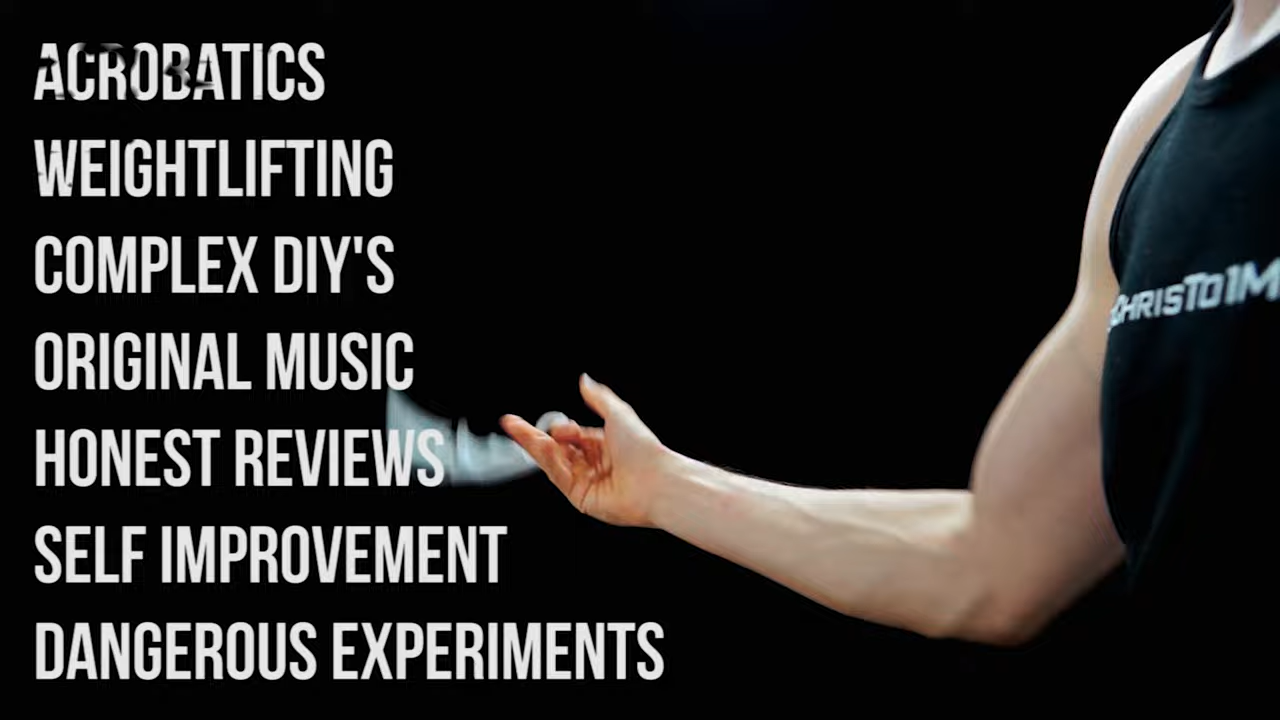 ACROBATICS
WEIGHTLIFTING
COMPLEX DIY'S
ORIGINAL MUSIC
HONEST REVIEWS
SELF IMPROVEMENT
DANGEROUS EXPERIMENTS
CHRISTO1M